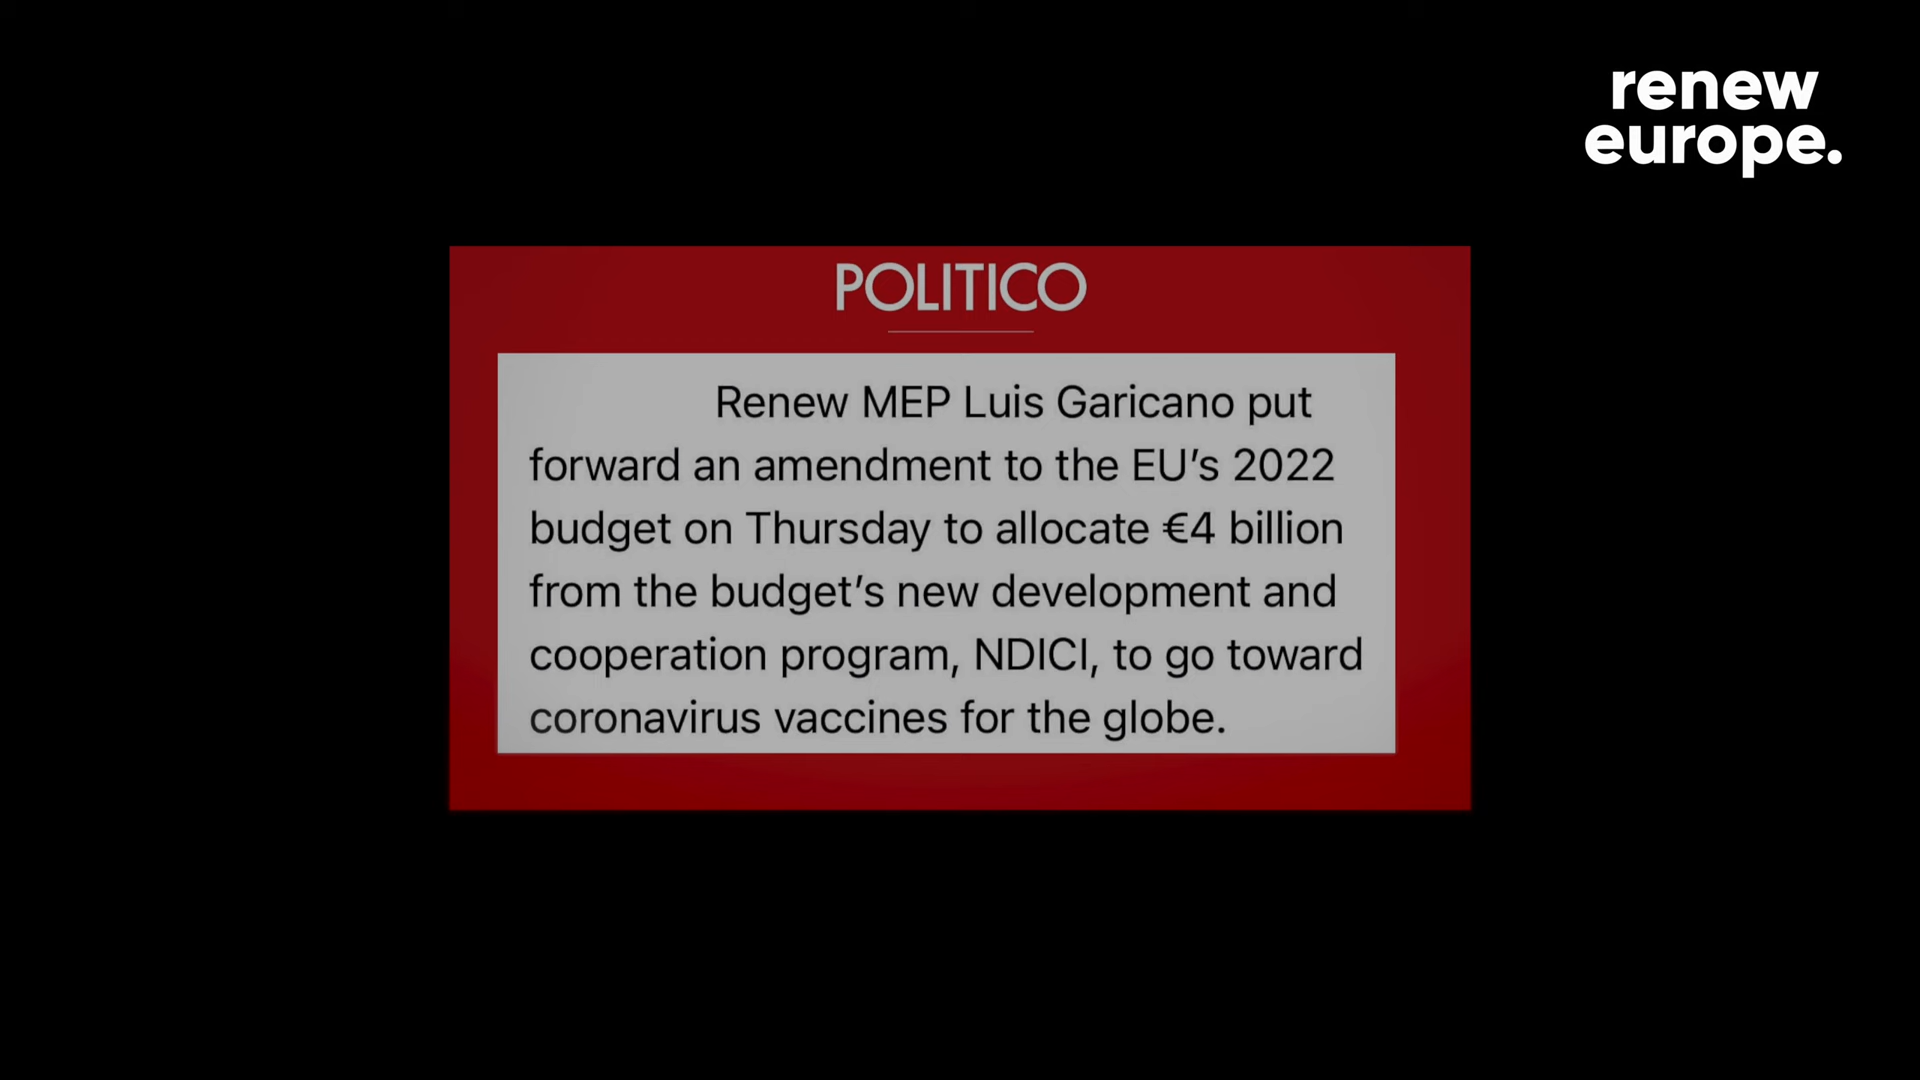 renew
europe.
POLITICO
Renew MEP Luis Garicano put
forward an amendment to the EU’s 2022
budget on Thursday to allocate €4 billion
from the budget’s new development and
cooperation program, NDICI, to go toward
coronavirus vaccines for the globe.